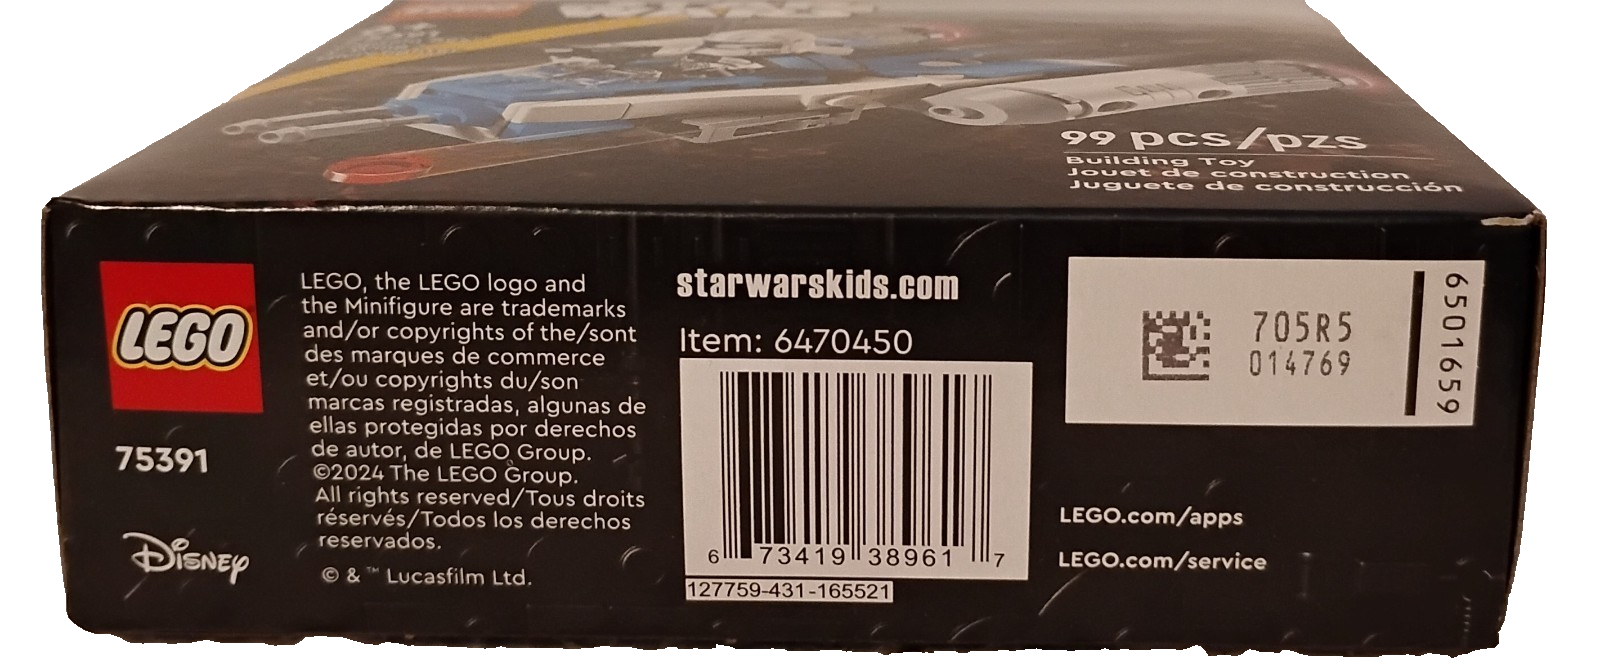 99 pcs/pzs
Building Toy
Jouet de construction
Juguete de construcción
LEGO
75391
Disney
LEGO, the LEGO logo and
the Minifigure are trademarks
and/or copyrights of the/sont
des marques de commerce
et/ou copyrights du/son
marcas registradas, algunas de
ellas protegidas por derechos
de autor, de LEGO Group.
©2024 The LEGO Group.
All rights reserved/Tous droits
réservés/Todos los derechos
reservados.
© & ™ Lucasfilm Ltd.
starwarskids.com
Item: 6470450
6 73419 38961 7
127759-431-165521
705R5
014769
6501659
LEGO.com/apps
LEGO.com/service